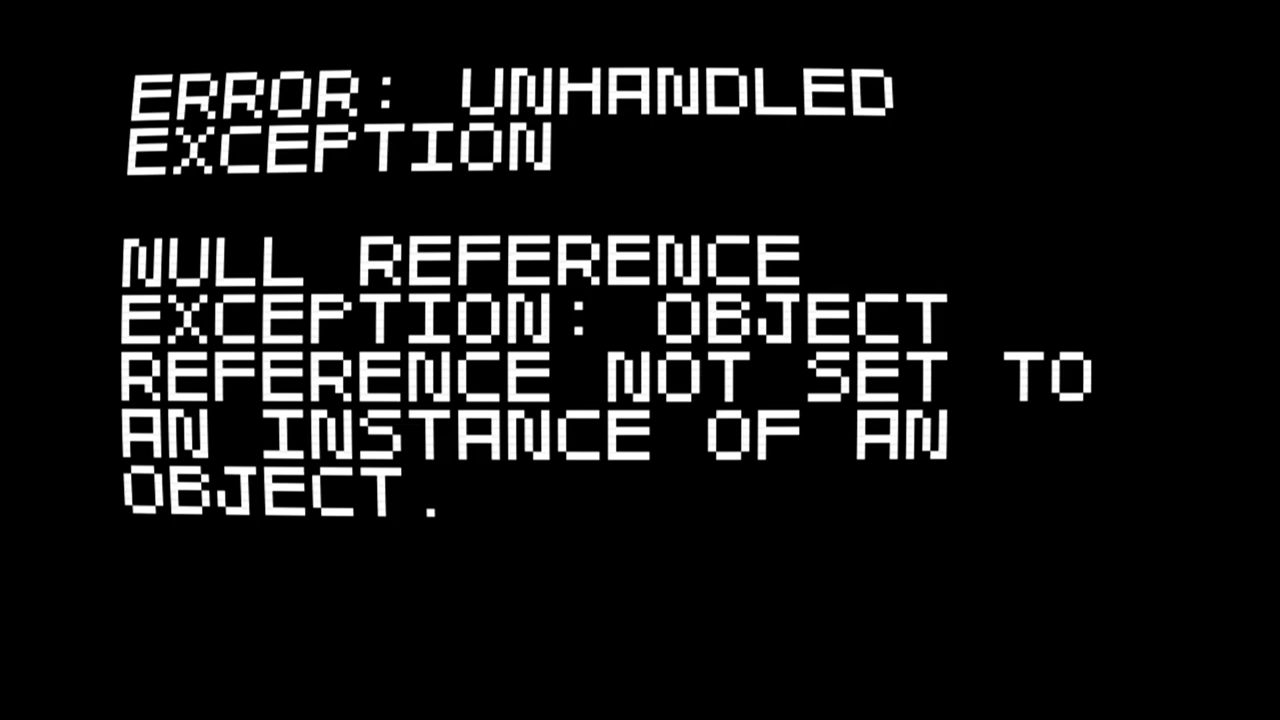 ERROR: UNHANDLED
EXCEPTION
NULL REFERENCE
EXCEPTION: OBJECT
REFERENCE NOT SET TO
AN INSTANCE OF AN
OBJECT.